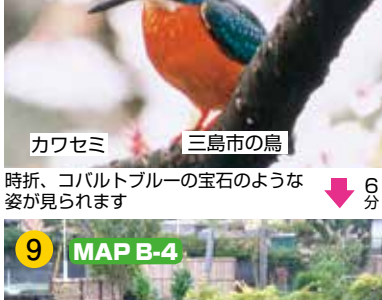 カワセミ
三島市の鳥
時折、コバルトブルーの宝石のような
姿が見られます
6
分
9
MAP B-4